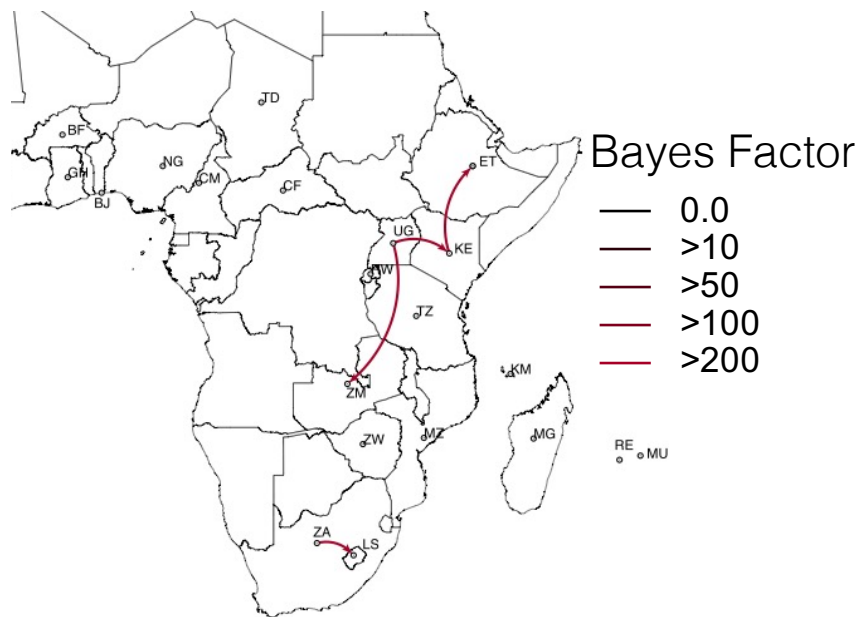 TD
BF
NG
GH
CM
BJ
CF
ET
UG
KE
RW
TZ
ZM
KM
ZW
MZ
MG
RE
MU
ZA
LS
Bayes Factor
0.0
>10
>50
>100
>200